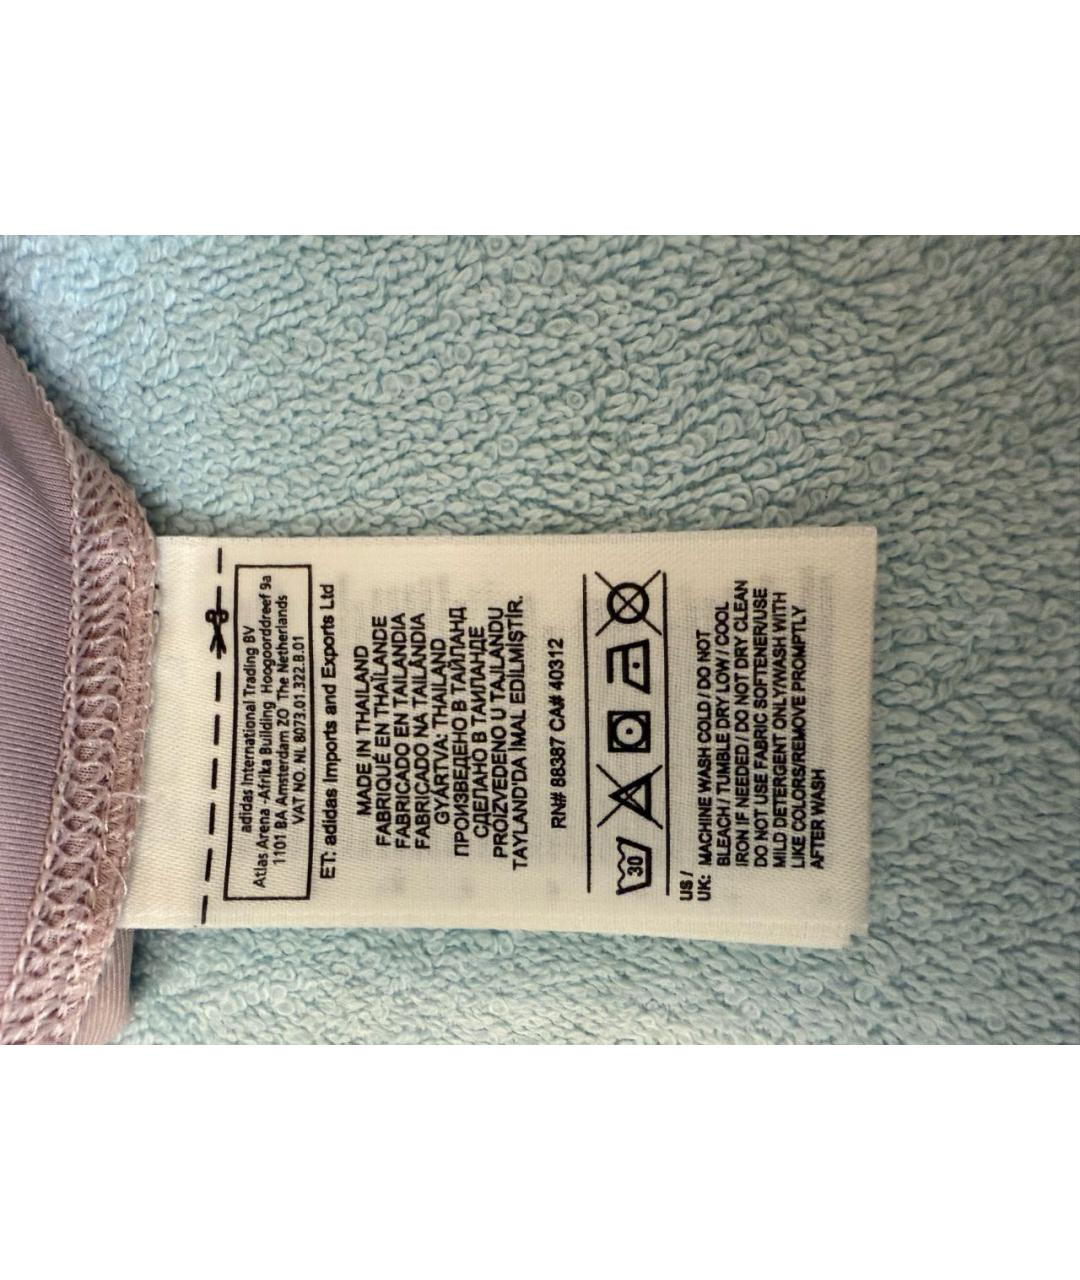 adidas International Trading BV
Atlas Arena -Afrika Building Hoogoorddreef 9a
1101 BA Amsterdam ZO The Netherlands
VAT NO. NL 8073.01.322.B.01
ET: adidas Imports and Exports Ltd
MADE IN THAILAND
FABRIQUÉ EN THAÏLANDE
FABRICADO EN TAILANDIA
FABRICADO NA TAILÂNDIA
GYÁRTVA: THAILAND
ПРОИЗВЕДЕНО В ТАЙЛАНД
СДЕЛАНО В ТАИЛАНДЕ
PROIZVEDENO U TAJLANDU
TAYLAND'DA İMAL EDİLMİŞTİR.
RN# 88387 CA# 40312
30
US /
UK: MACHINE WASH COLD / DO NOT
BLEACH / TUMBLE DRY LOW / COOL
IRON IF NEEDED / DO NOT DRY CLEAN
DO NOT USE FABRIC SOFTENER/USE
MILD DETERGENT ONLY/WASH WITH
LIKE COLORS/REMOVE PROMPTLY
AFTER WASH